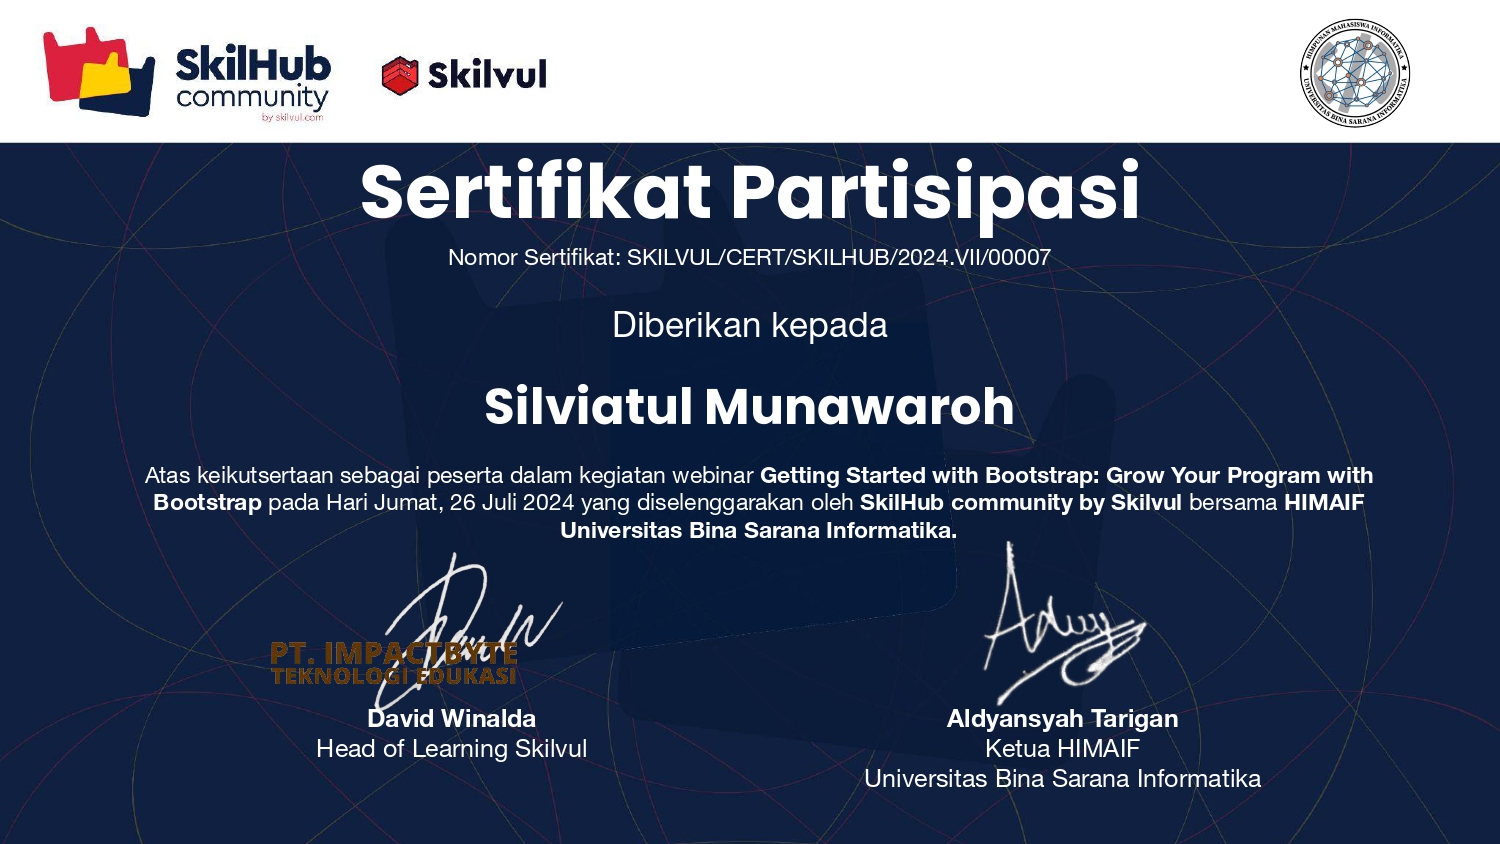 SkilHub
community
by skilvul.com
Skilvul
HIMPUNAN MAHASISWA INFORMATIKA
UNIVERSITAS BINA SARANA INFORMATIKA
Sertifikat Partisipasi
Nomor Sertifikat: SKILVUL/CERT/SKILHUB/2024.VII/00007
Diberikan kepada
Silviatul Munawaroh
Atas keikutsertaan sebagai peserta dalam kegiatan webinar Getting Started with Bootstrap: Grow Your Program with
Bootstrap pada Hari Jumat, 26 Juli 2024 yang diselenggarakan oleh SkilHub community by Skilvul bersama HIMAIF
Universitas Bina Sarana Informatika.
PT. IMPACTBYTE
TEKNOLOGI EDUKASI
David Winalda
Head of Learning Skilvul
Aldyansyah Tarigan
Ketua HIMAIF
Universitas Bina Sarana Informatika